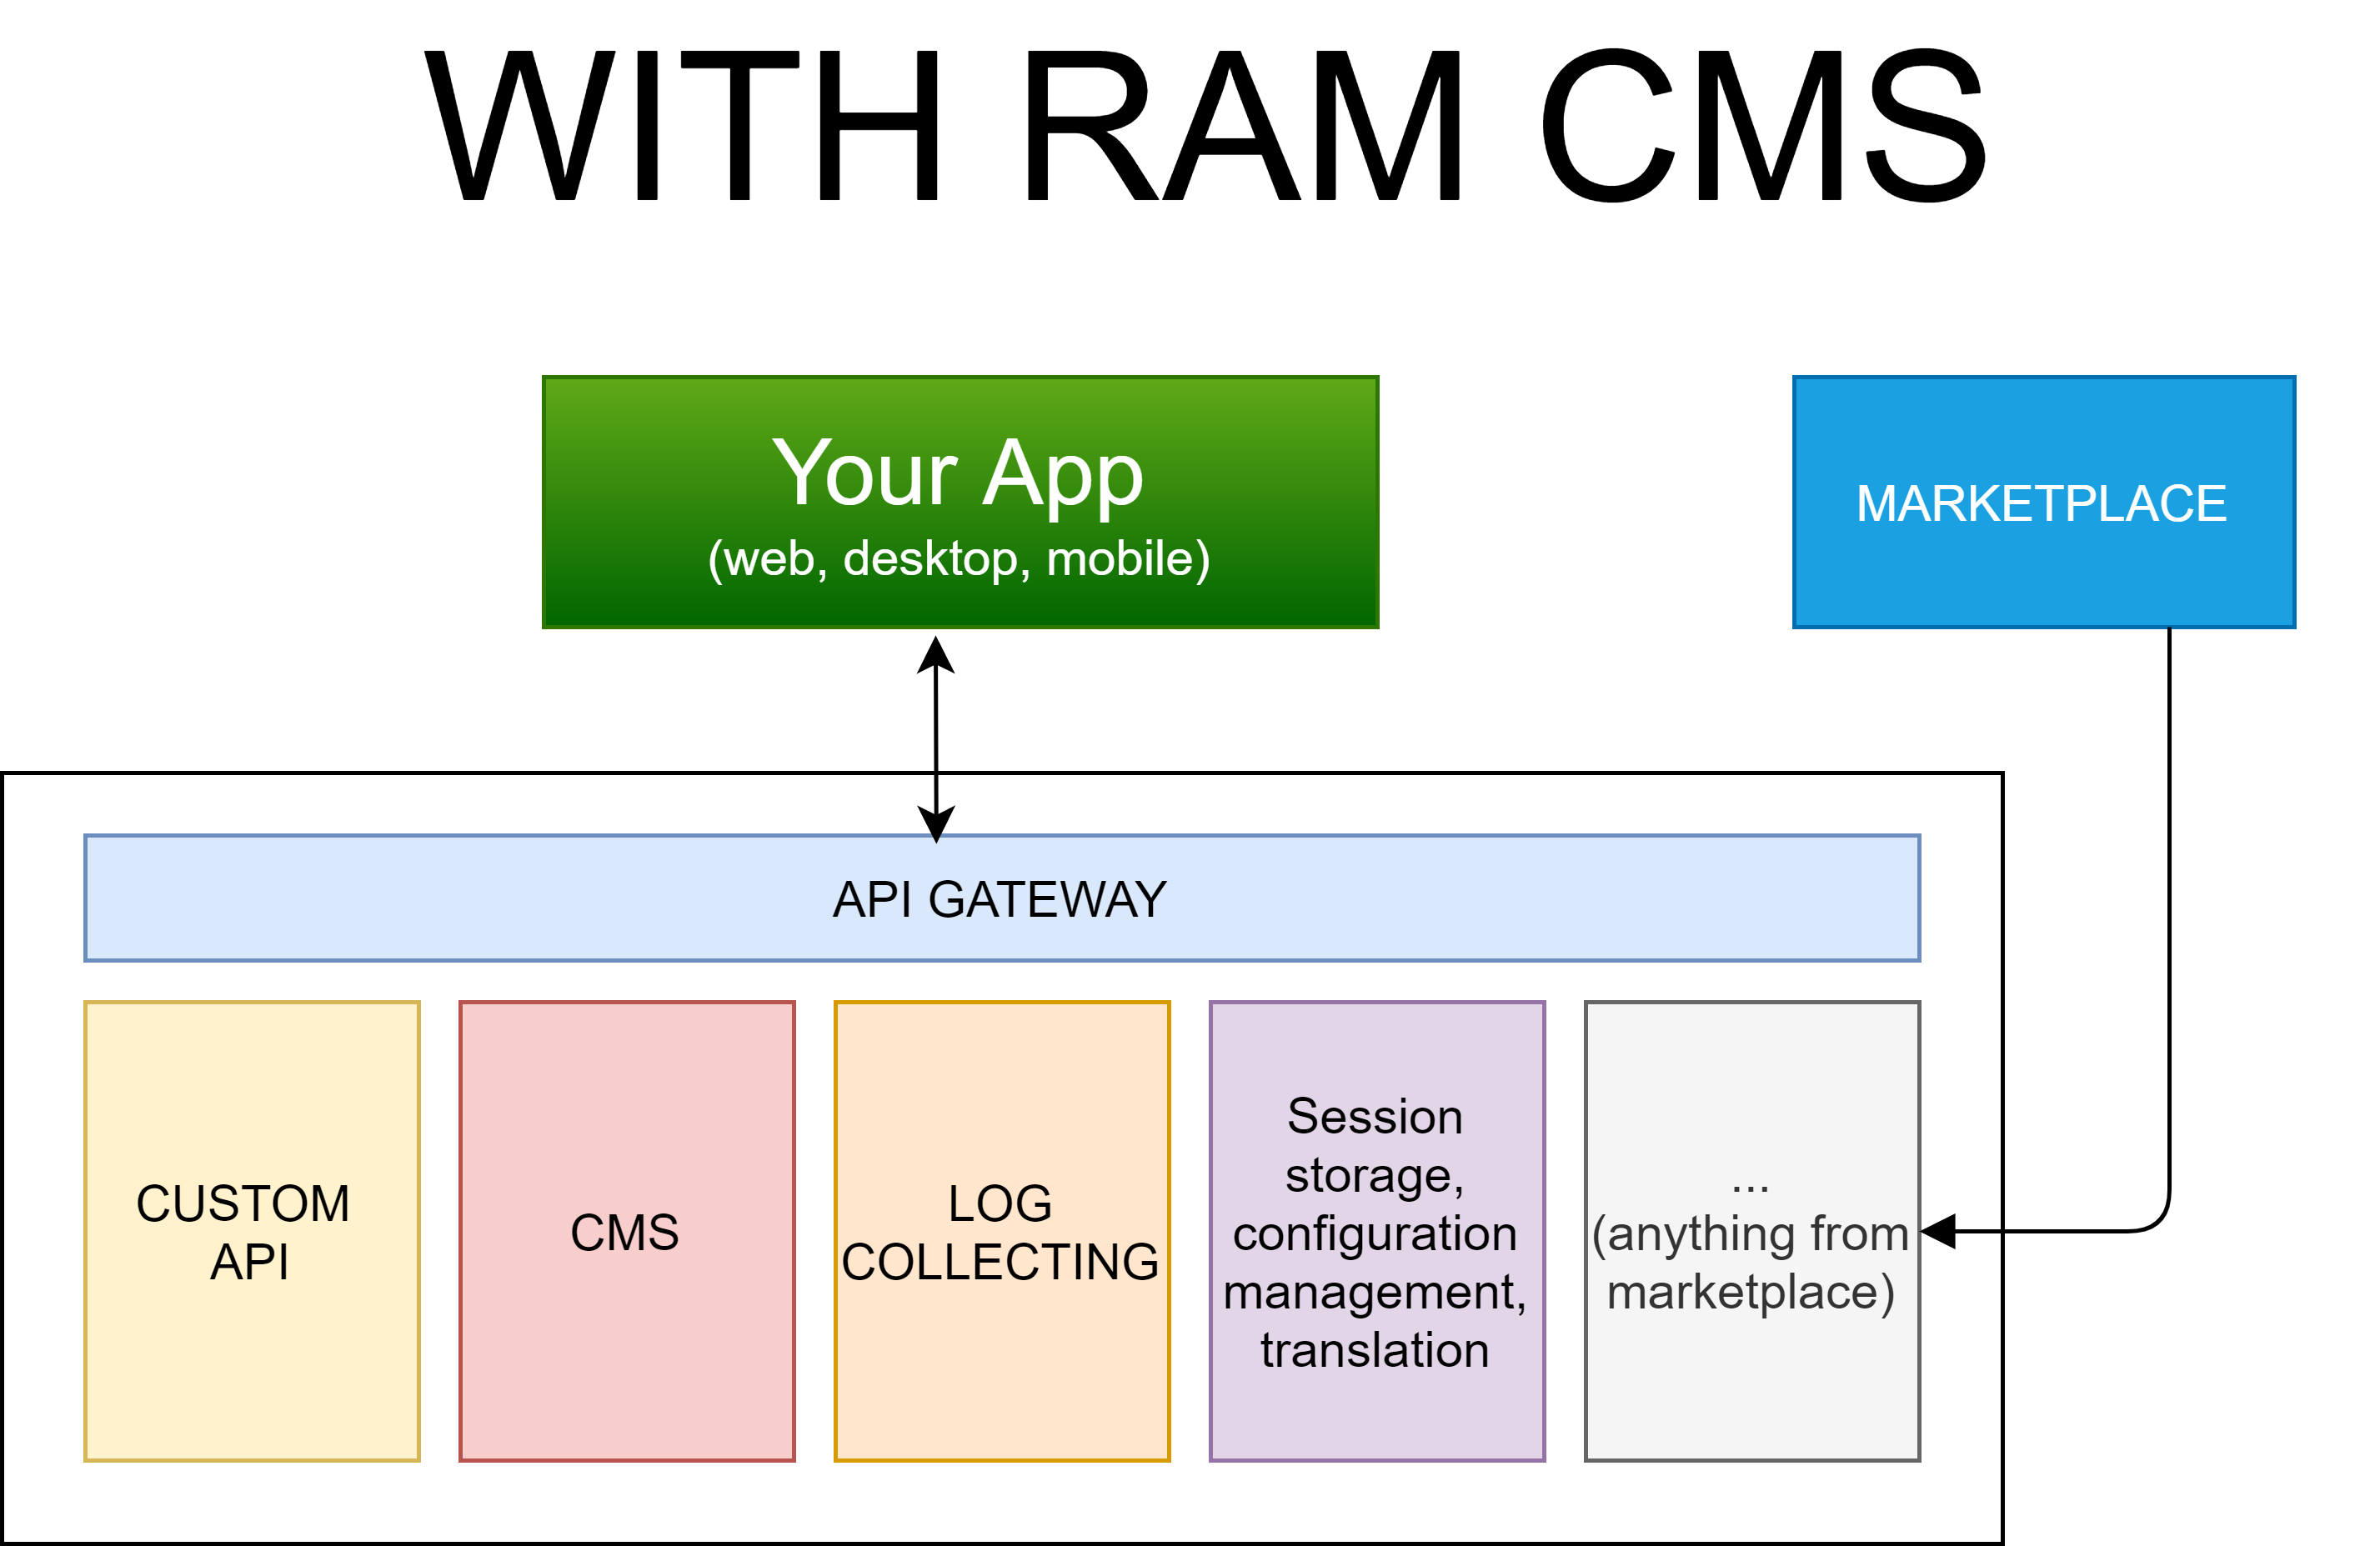 WITH RAM CMS
Your App
(web, desktop, mobile)
MARKETPLACE
API GATEWAY
CUSTOM
API
CMS
LOG
COLLECTING
Session
storage,
configuration
management,
translation
...
(anything from
marketplace)